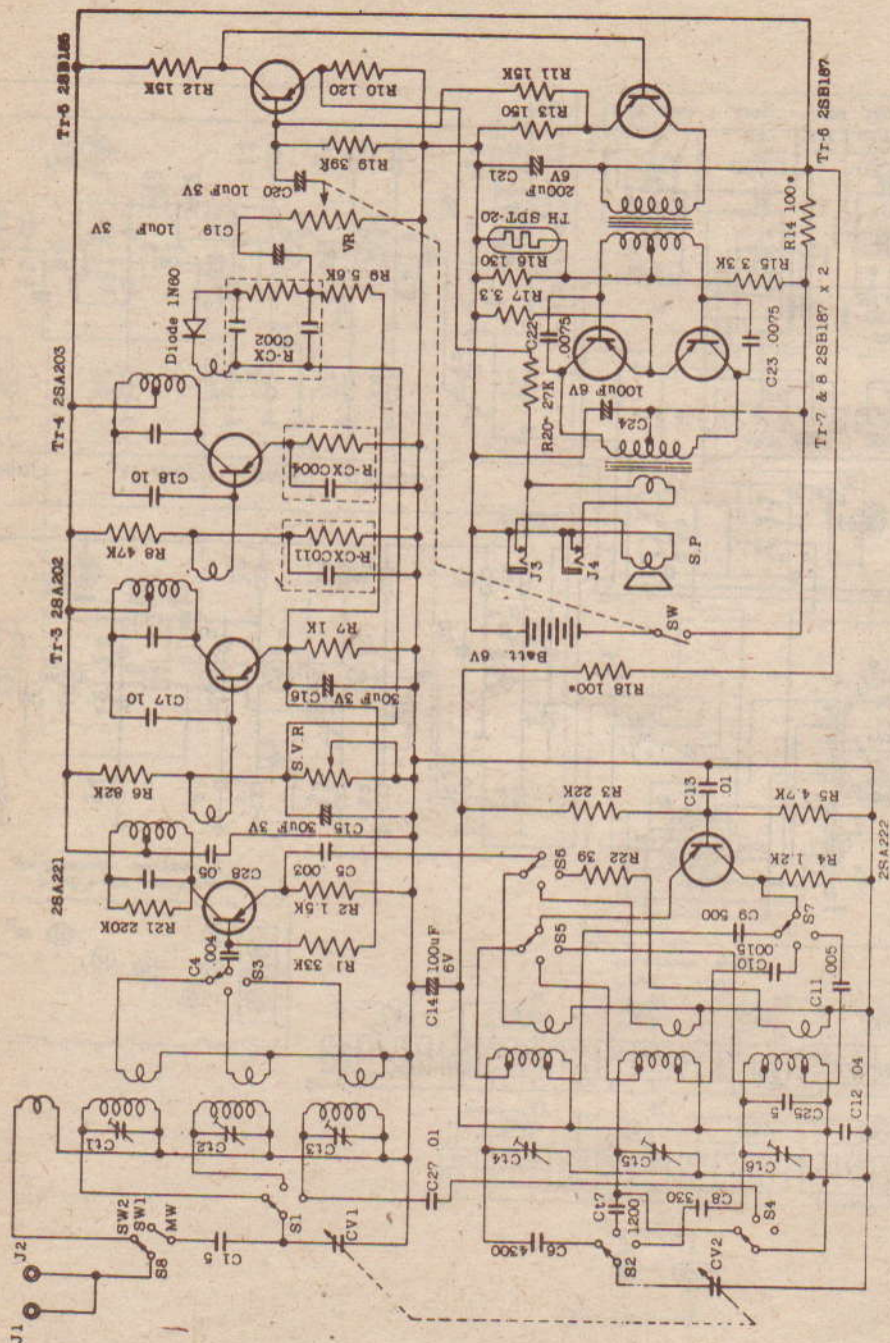 Tr-5 2SB185
R12 15K
R10 120
R19 39K
C20
10uF 3V
VR
C19
10uF 3V
R9 5.6K
Diode 1N60
R-CX
C002
Tr-4 2SA203
C18 10
R-CXC004
R8 47K
R-CXC011
Tr-3 2SA202
C17 10
R7 1K
C16
30uF 3V
S.V.R
R6 82K
C15
30uF 3V
2SA221
C28 .05
C5 .003
R21 220K
R2 1.5K
R1 33K
C4 .004
S3
Ct1
Ct2
Ct3
C27 .01
SW2
SW1
MW
S8
S1
C1 5
CV1
J2
J1
R11 15K
R13 150
C21
200uF 6V
Tr-6 2SB187
TH SDT-20
R16 130
R17 3.3
R14 100*
R15 3.3K
C22 .0075
C23 .0075
Tr-7 & 8 2SB187 x 2
R20* 27K
100uF 6V
C24
J3
J4
S.P
Batt. 6V
SW
R18 100*
C14
100uF 6V
C13 .01
R3 22K
R5 4.7K
R4 1.2K
2SA222
S6
R22 39
S5
C9 500
S7
.0015
C10
C11 .005
C12 .04
C25 5
Ct4
Ct5
Ct6
C6 4300
Ct7
1200
C8 330
S2
S4
CV2